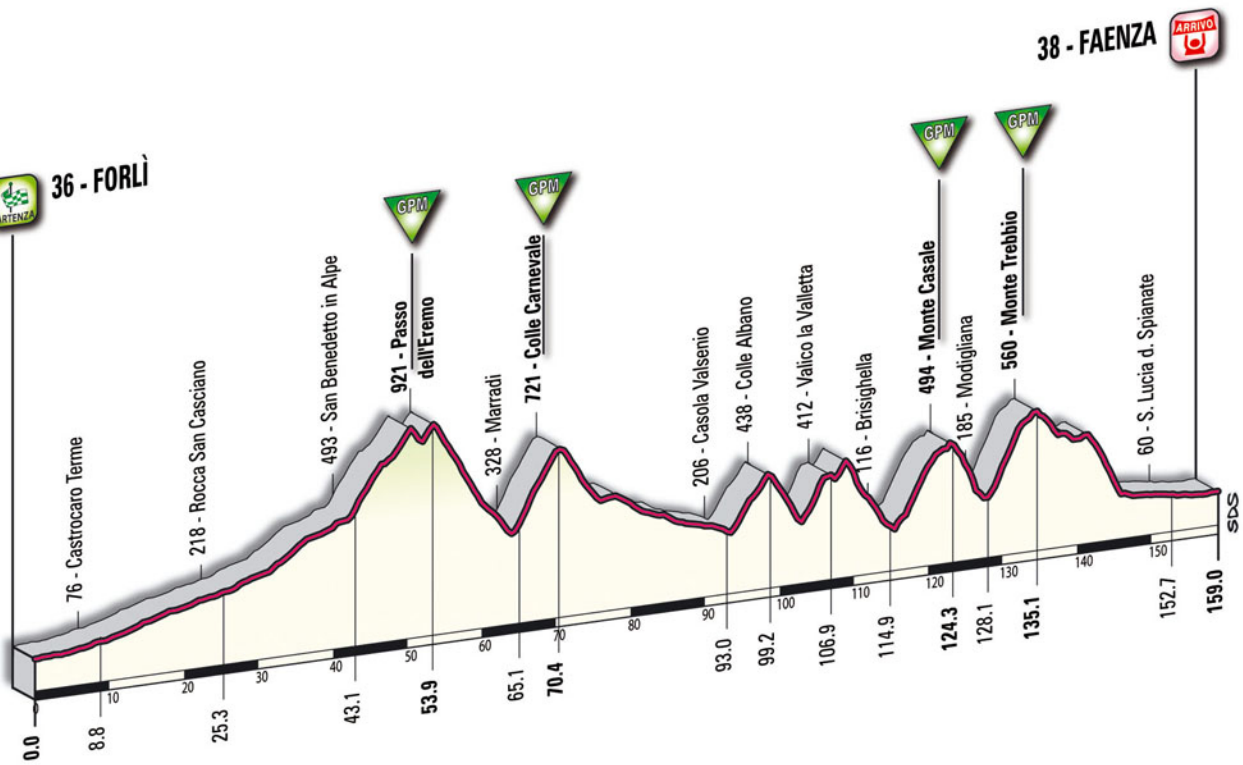 PARTENZA
36 - FORLÌ
76 - Castrocaro Terme
218 - Rocca San Casciano
493 - San Benedetto in Alpe
GPM
921 - Passo
dell'Eremo
328 - Marradi
GPM
721 - Colle Carnevale
206 - Casola Valsenio
438 - Colle Albano
412 - Valico la Valletta
116 - Brisighella
GPM
494 - Monte Casale
185 - Modigliana
GPM
560 - Monte Trebbio
60 - S. Lucia d. Spianate
38 - FAENZA
ARRIVO
SDS
0
10
20
30
40
50
60
70
80
90
100
110
120
130
140
150
0.0
8.8
25.3
43.1
53.9
65.1
70.4
93.0
99.2
106.9
114.9
124.3
128.1
135.1
152.7
159.0